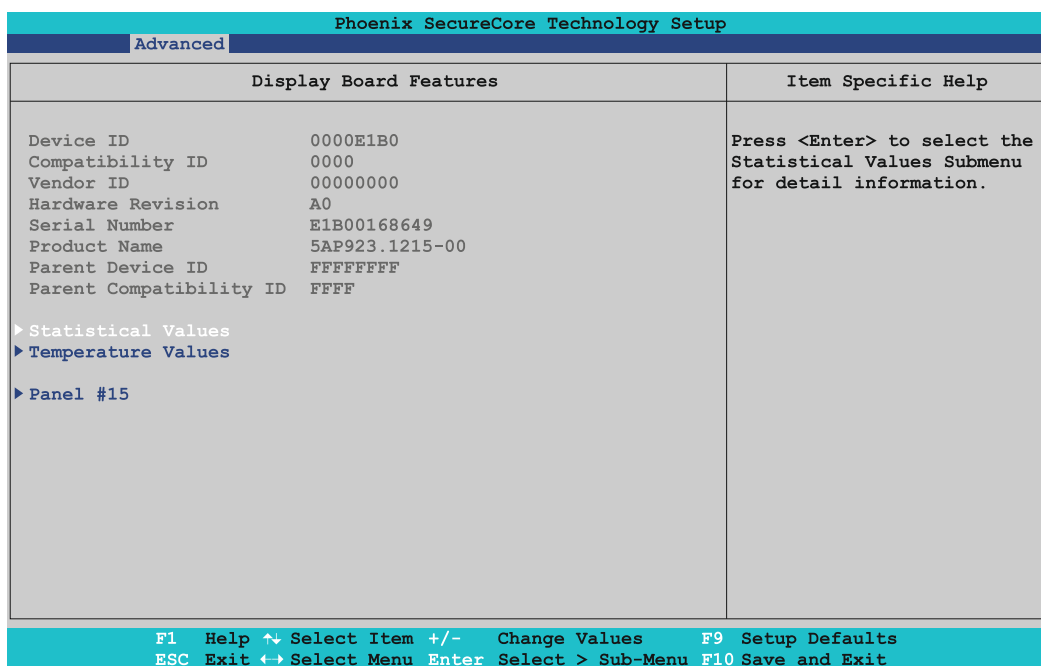 Phoenix SecureCore Technology Setup
Advanced
Display Board Features
Item Specific Help
Device ID 0000E1B0
Compatibility ID 0000
Vendor ID 00000000
Hardware Revision A0
Serial Number E1B00168649
Product Name 5AP923.1215-00
Parent Device ID FFFFFFFF
Parent Compatibility ID FFFF
Statistical Values
Temperature Values
Panel #15
Press <Enter> to select the
Statistical Values Submenu
for detail information.
F1 Help ↑↓ Select Item +/- Change Values F9 Setup Defaults
ESC Exit ←→ Select Menu Enter Select > Sub-Menu F10 Save and Exit